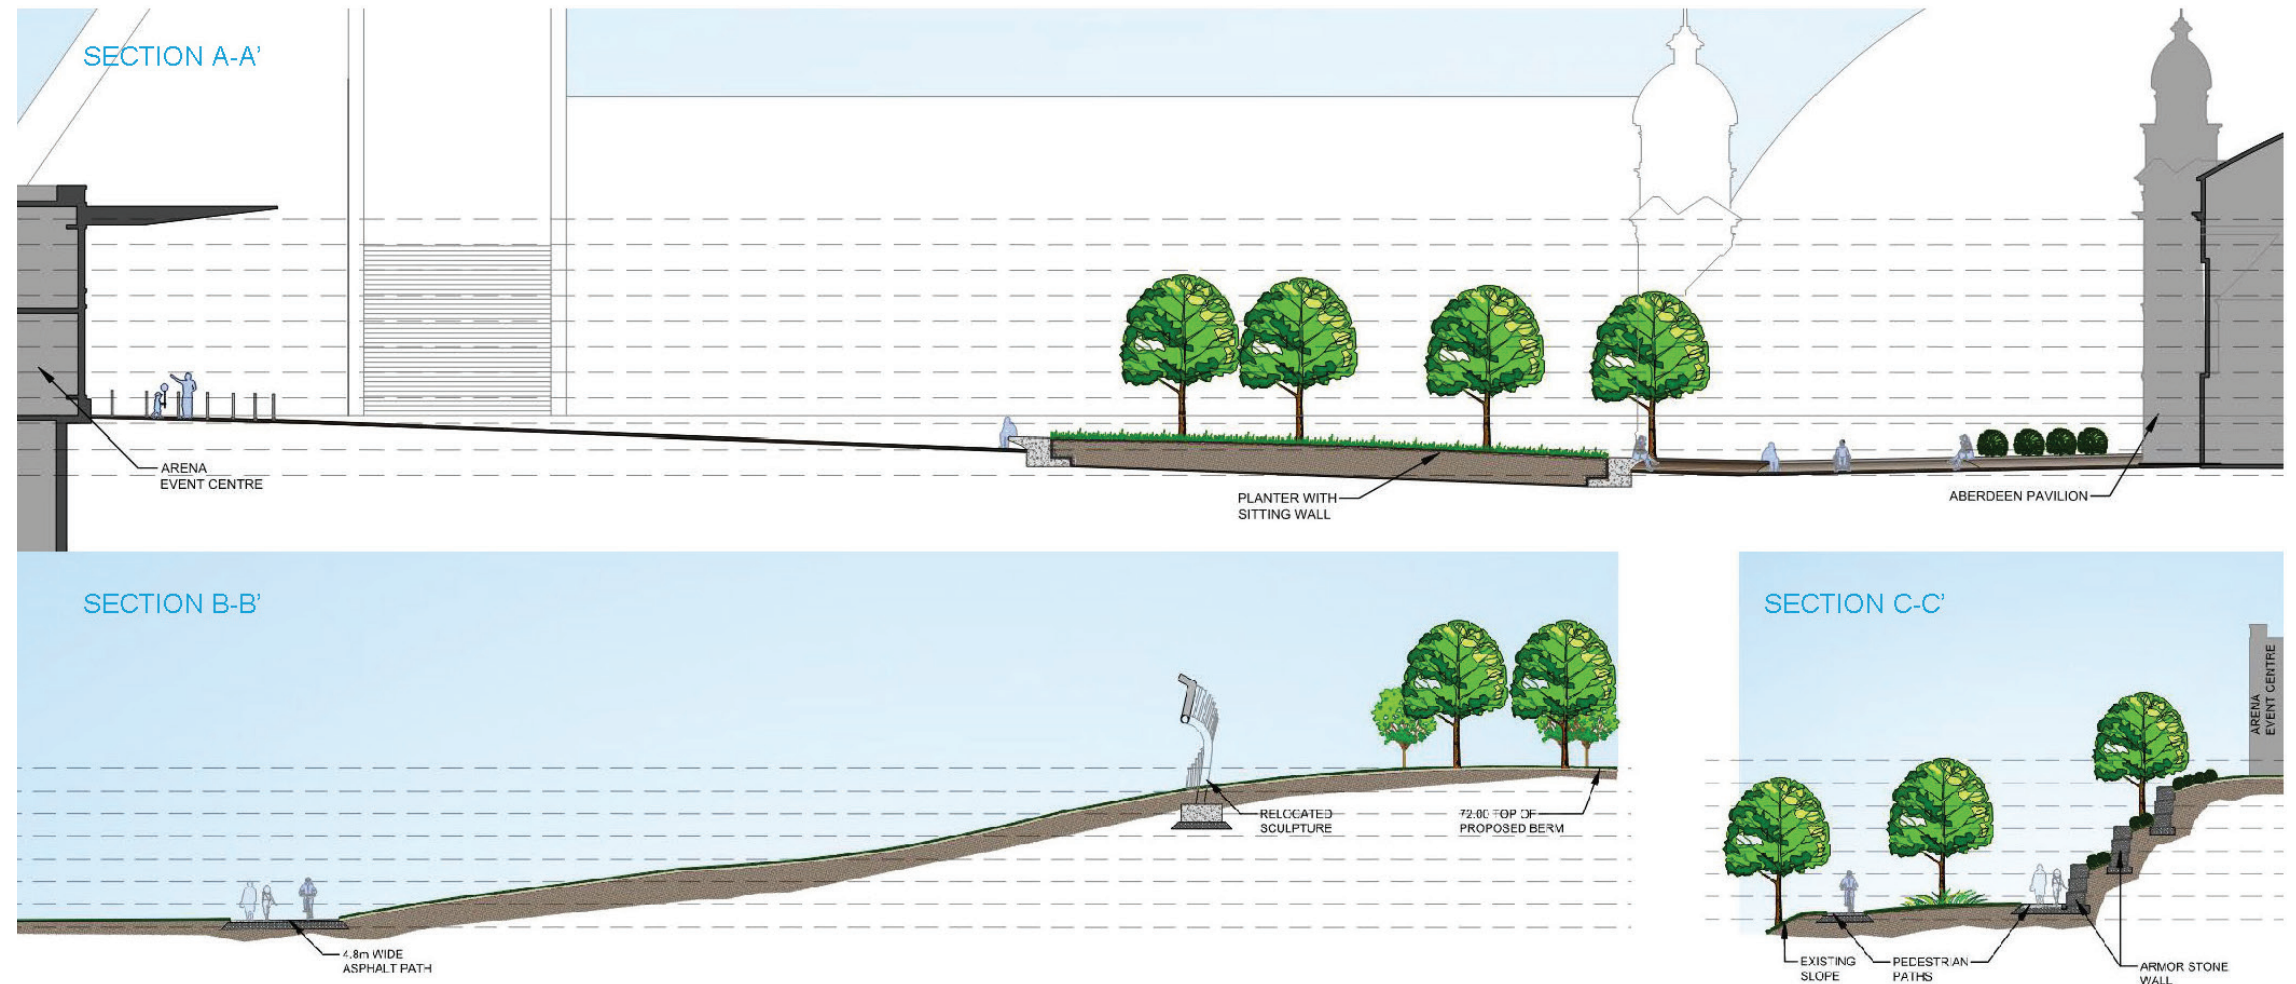 SECTION A-A’
ARENA
EVENT CENTRE
PLANTER WITH
SITTING WALL
ABERDEEN PAVILION
SECTION B-B’
RELOCATED
SCULPTURE
72.00 TOP OF
PROPOSED BERM
4.8m WIDE
ASPHALT PATH
SECTION C-C’
ARENA
EVENT CENTRE
EXISTING
SLOPE
PEDESTRIAN
PATHS
ARMOR STONE
WALL